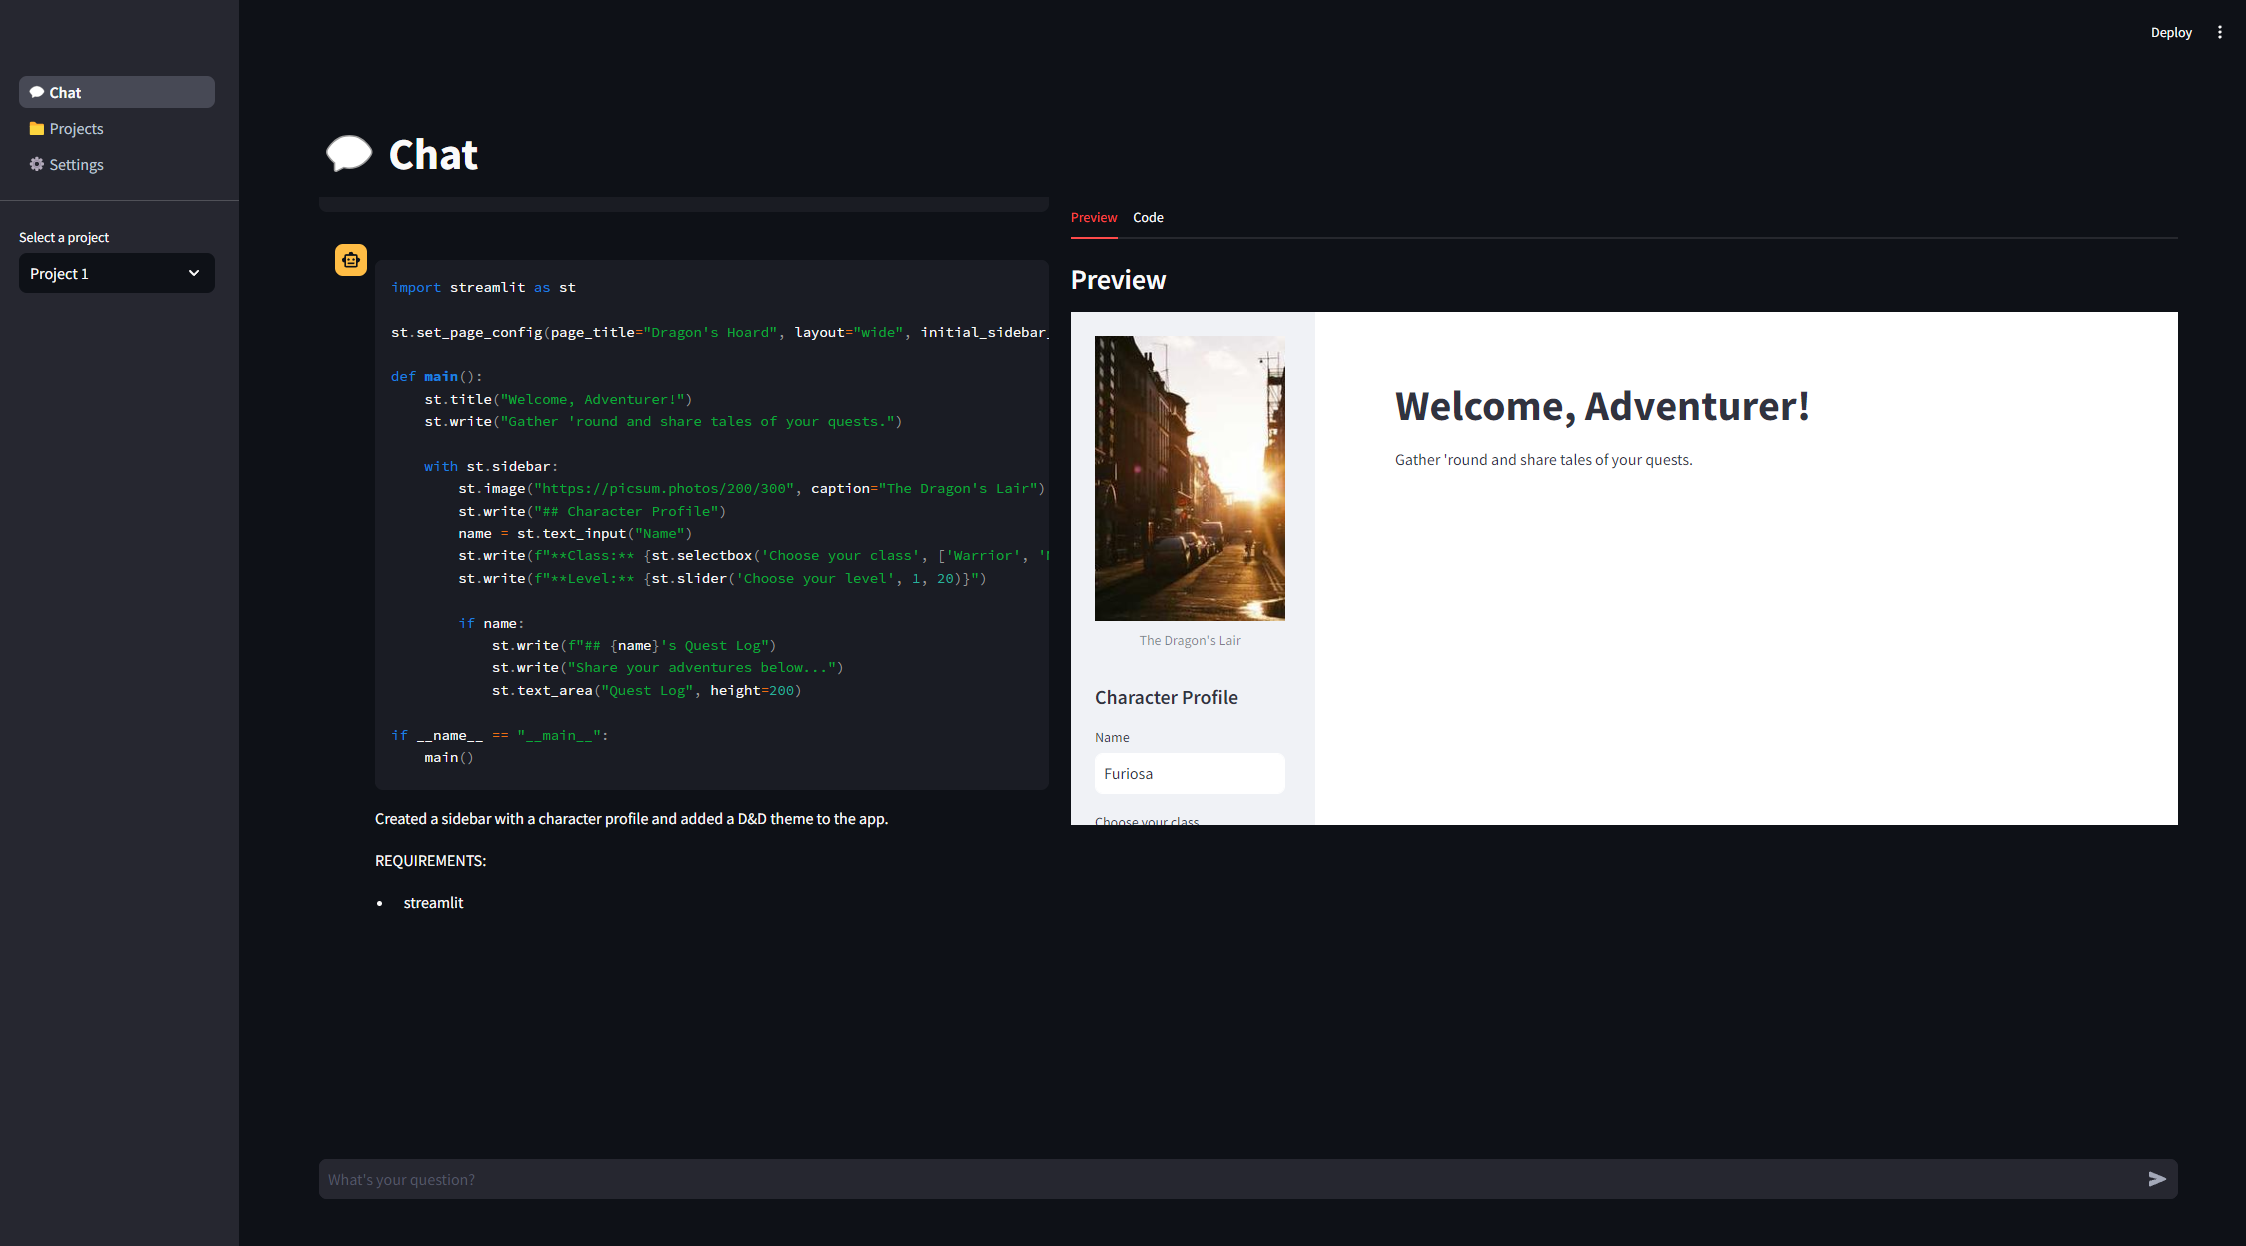 Deploy
Chat
Projects
Settings
Select a project
Project 1
Chat
import streamlit as st
st.set_page_config(page_title="Dragon's Hoard", layout="wide", initial_sidebar_
def main():
    st.title("Welcome, Adventurer!")
    st.write("Gather 'round and share tales of your quests.")
    with st.sidebar:
        st.image("https://picsum.photos/200/300", caption="The Dragon's Lair")
        st.write("## Character Profile")
        name = st.text_input("Name")
        st.write(f"**Class:** {st.selectbox('Choose your class', ['Warrior', '
        st.write(f"**Level:** {st.slider('Choose your level', 1, 20)}")
        if name:
            st.write(f"## {name}'s Quest Log")
            st.write("Share your adventures below...")
            st.text_area("Quest Log", height=200)
if __name__ == "__main__":
    main()
Created a sidebar with a character profile and added a D&D theme to the app.
REQUIREMENTS:
• streamlit
Preview Code
Preview
The Dragon's Lair
Character Profile
Name
Furiosa
Choose your class
Welcome, Adventurer!
Gather 'round and share tales of your quests.
What's your question?